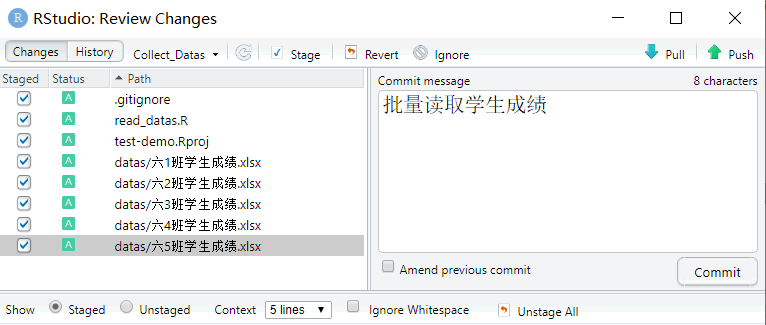 R RStudio: Review Changes
Changes History Collect_Datas Stage Revert Ignore Pull Push
Staged Status Path
A .gitignore
A read_datas.R
A test-demo.Rproj
A datas/六1班学生成绩.xlsx
A datas/六2班学生成绩.xlsx
A datas/六3班学生成绩.xlsx
A datas/六4班学生成绩.xlsx
A datas/六5班学生成绩.xlsx
Commit message 8 characters
批量读取学生成绩
Amend previous commit Commit
Show Staged Unstaged Context 5 lines Ignore Whitespace Unstage All